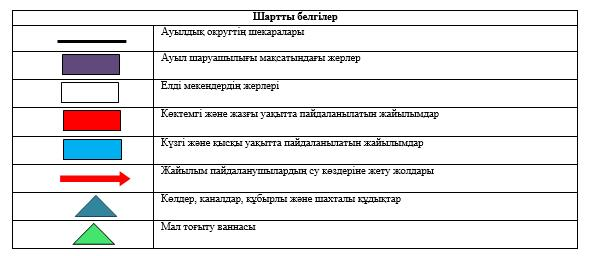 Шартты белгілер
Ауылдық округтің шекаралары
Ауыл шаруашылығы мақсатындағы жерлер
Елді мекендердің жерлері
Көктемгі және жазғы уақытта пайдаланылатын жайылымдар
Күзгі және қысқы уақытта пайдаланылатын жайылымдар
Жайылым пайдаланушылардың су көздеріне жету жолдары
Көлдер, каналдар, құбырлы және шахталы құдықтар
Мал тоғыту ваннасы